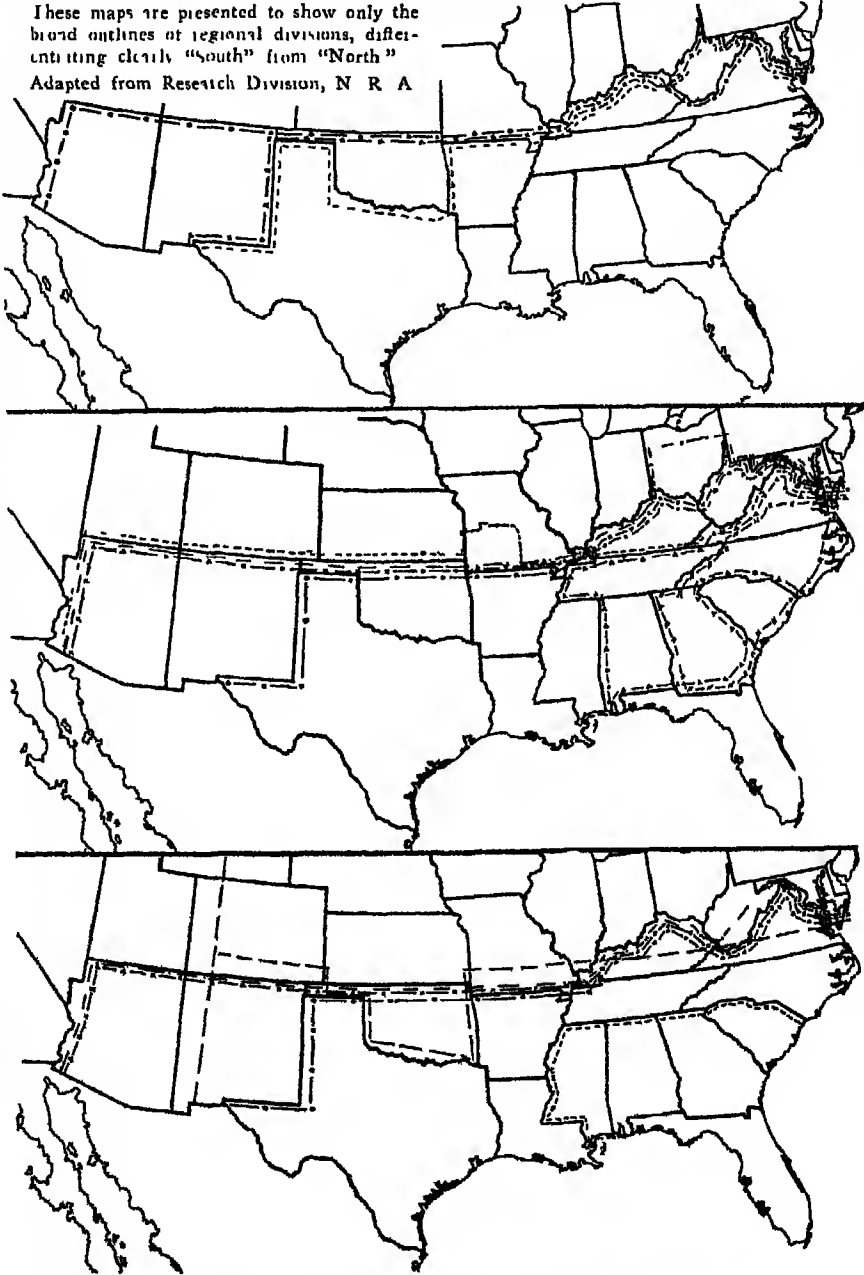 These maps are presented to show only the
broad outlines of regional divisions, differ-
entiating clearly "South" from "North"
Adapted from Research Division, N R A